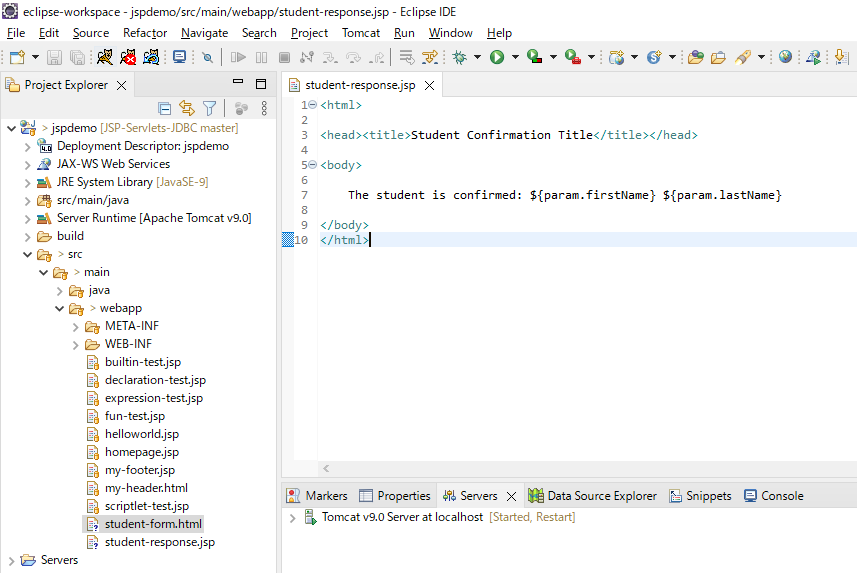 eclipse-workspace - jspdemo/src/main/webapp/student-response.jsp - Eclipse IDE
File Edit Source Refactor Navigate Search Project Tomcat Run Window Help
Project Explorer
jspdemo [JSP-Servlets-JDBC master]
Deployment Descriptor: jspdemo
JAX-WS Web Services
JRE System Library [JavaSE-9]
src/main/java
Server Runtime [Apache Tomcat v9.0]
build
src
main
java
webapp
META-INF
WEB-INF
builtin-test.jsp
declaration-test.jsp
expression-test.jsp
fun-test.jsp
helloworld.jsp
homepage.jsp
my-footer.jsp
my-header.html
scriptlet-test.jsp
student-form.html
student-response.jsp
Servers
student-response.jsp
1 <html>
2
3 <head><title>Student Confirmation Title</title></head>
4
5 <body>
6
7 The student is confirmed: ${param.firstName} ${param.lastName}
8
9 </body>
10 </html>
Markers Properties Servers Data Source Explorer Snippets Console
Tomcat v9.0 Server at localhost [Started, Restart]